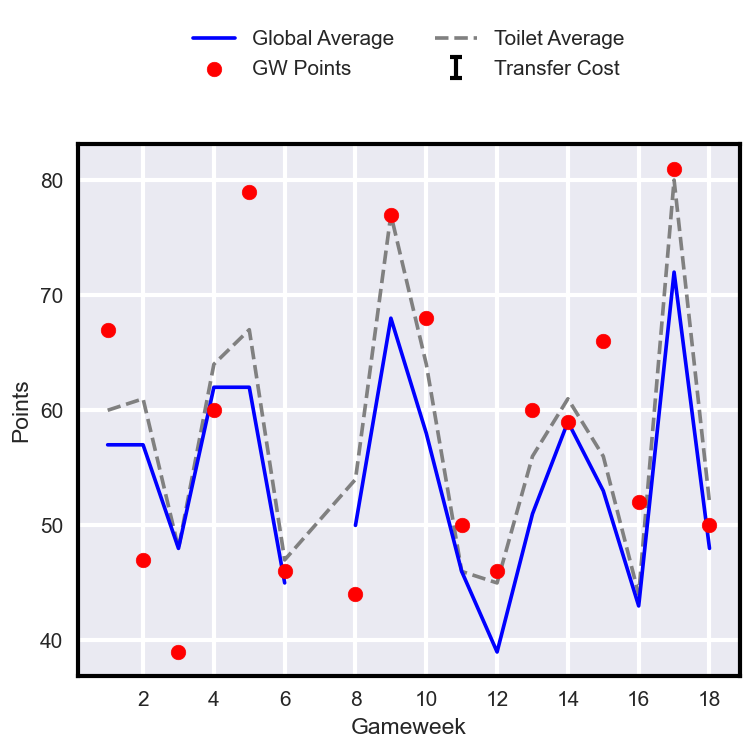 Global Average
Toilet Average
GW Points
Transfer Cost
80
70
60
50
40
Points
2 4 6 8 10 12 14 16 18
Gameweek